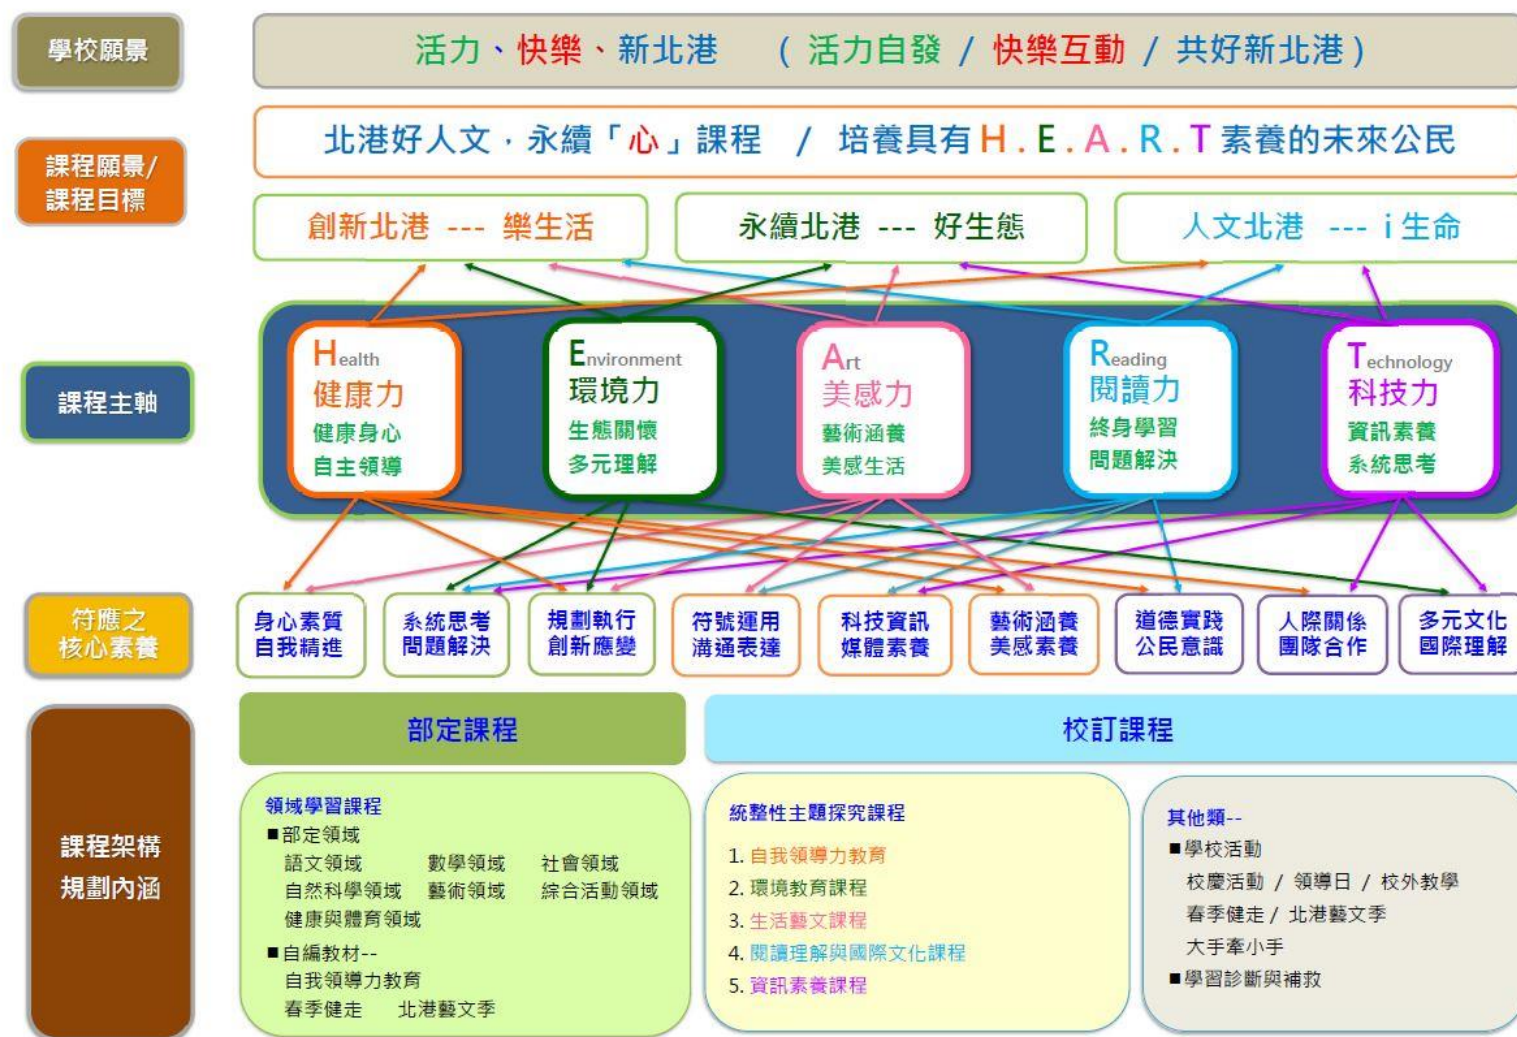 學校願景
活力、快樂、新北港 ( 活力自發 / 快樂互動 / 共好新北港 )
課程願景/
課程目標
北港好人文，永續「心」課程 / 培養具有 H . E . A . R . T 素養的未來公民
創新北港 --- 樂生活
永續北港 --- 好生態
人文北港 --- i 生命
課程主軸
Health
健康力
健康身心
自主領導
Environment
環境力
生態關懷
多元理解
Art
美感力
藝術涵養
美感生活
Reading
閱讀力
終身學習
問題解決
Technology
科技力
資訊素養
系統思考
符應之
核心素養
身心素質
自我精進
系統思考
問題解決
規劃執行
創新應變
符號運用
溝通表達
科技資訊
媒體素養
藝術涵養
美感素養
道德實踐
公民意識
人際關係
團隊合作
多元文化
國際理解
課程架構
規劃內涵
部定課程
領域學習課程
■部定領域
語文領域 數學領域 社會領域
自然科學領域 藝術領域 綜合活動領域
健康與體育領域
■自編教材--
自我領導力教育
春季健走 北港藝文季
校訂課程
統整性主題探究課程
1. 自我領導力教育
2. 環境教育課程
3. 生活藝文課程
4. 閱讀理解與國際文化課程
5. 資訊素養課程
其他類--
■學校活動
校慶活動 / 領導日 / 校外教學
春季健走 / 北港藝文季
大手牽小手
■學習診斷與補救